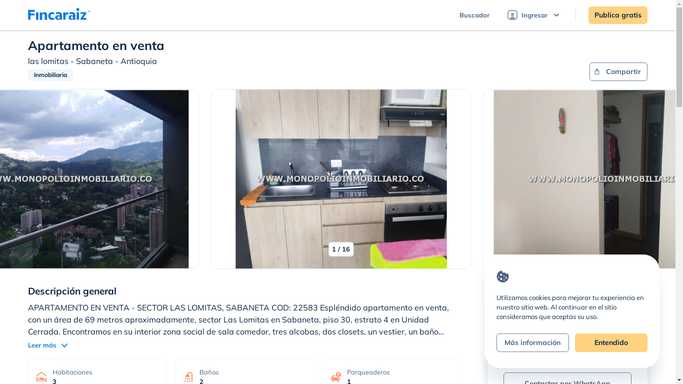 Fincaraiz
Buscador
Ingresar
Publica gratis
Apartamento en venta
las lomitas - Sabaneta - Antioquia
Inmobiliaria
Compartir
WWW.MONOPOLIOINMOBILIARIO.CO
WWW.MONOPOLIOINMOBILIARIO.CO
WWW.MONOPOLIOINMOBILIARI
1 / 16
Descripción general
APARTAMENTO EN VENTA - SECTOR LAS LOMITAS, SABANETA COD: 22583 Espléndido apartamento en venta,
con un área de 69 metros aproximadamente, sector Las Lomitas en Sabaneta, piso 30, estrato 4 en Unidad
Cerrada. Encontramos en su interior zona social de sala comedor, tres alcobas, dos closets, un vestier, un baño...
Leer más
Habitaciones
3
Baños
2
Parqueaderos
1
Utilizamos cookies para mejorar tu experiencia en
nuestro sitio web. Al continuar en el sitio
consideramos que aceptas su uso.
Más información
Entendido
Contactar por WhatsApp